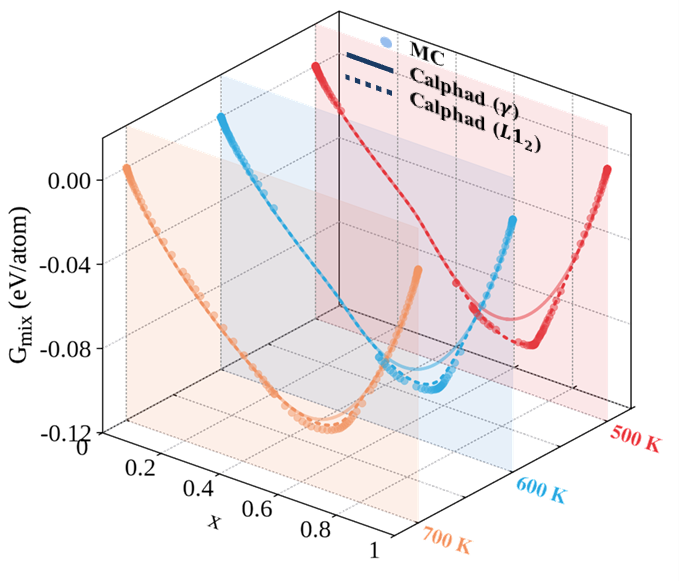 MC
Calphad (γ)
Calphad (L1₂)
G_mix (eV/atom)
0.00
-0.04
-0.08
-0.12
0
0.2
0.4
0.6
0.8
1
x
500 K
600 K
700 K